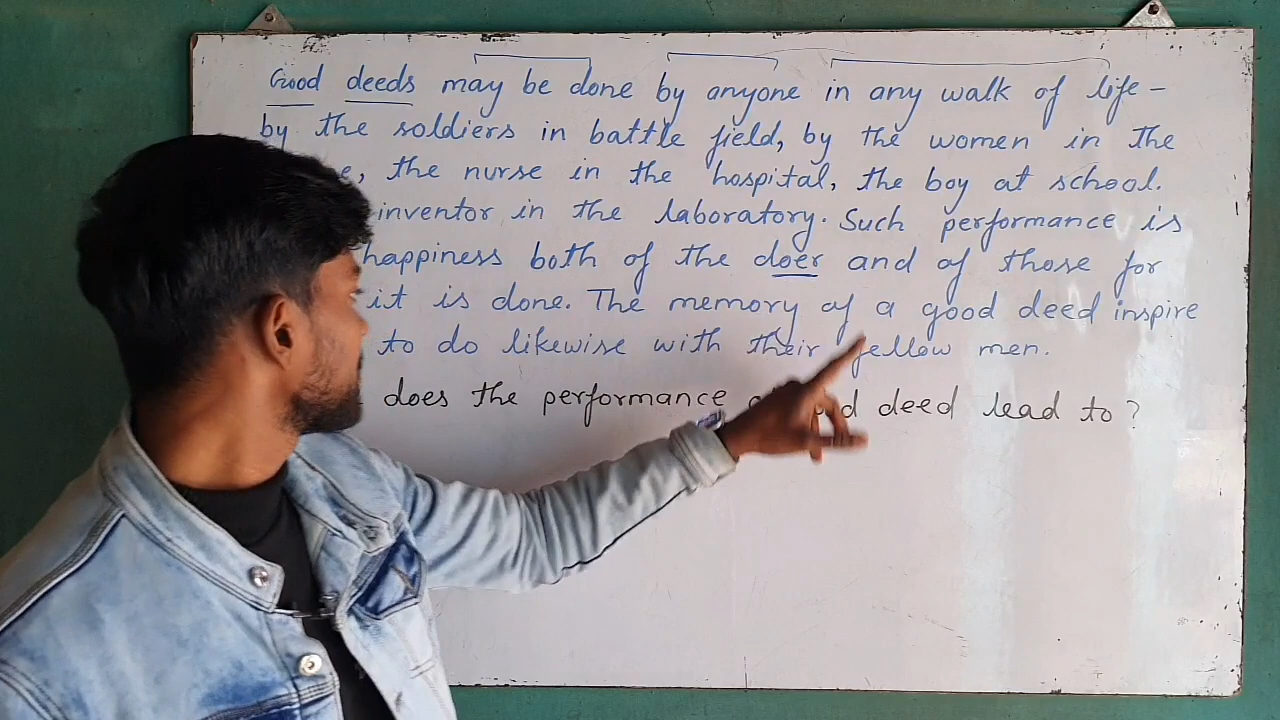 Good deeds may be done by anyone in any walk of life -
by the soldiers in battle field, by the women in the
the nurse in the hospital, the boy at school.
inventor in the laboratory. Such performance is
happiness both of the doer and of those for
it is done. The memory of a good deed inspire
to do likewise with their fellow men.
does the performance deed lead to?